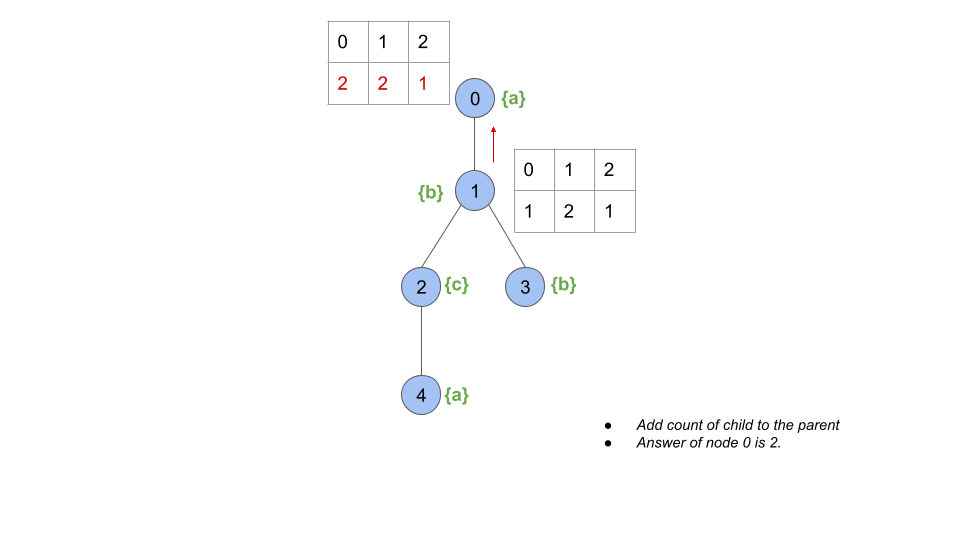 0 1 2
2 2 1
0 {a}
{b} 1
0 1 2
1 2 1
2 {c}
3 {b}
4 {a}
● Add count of child to the parent
● Answer of node 0 is 2.